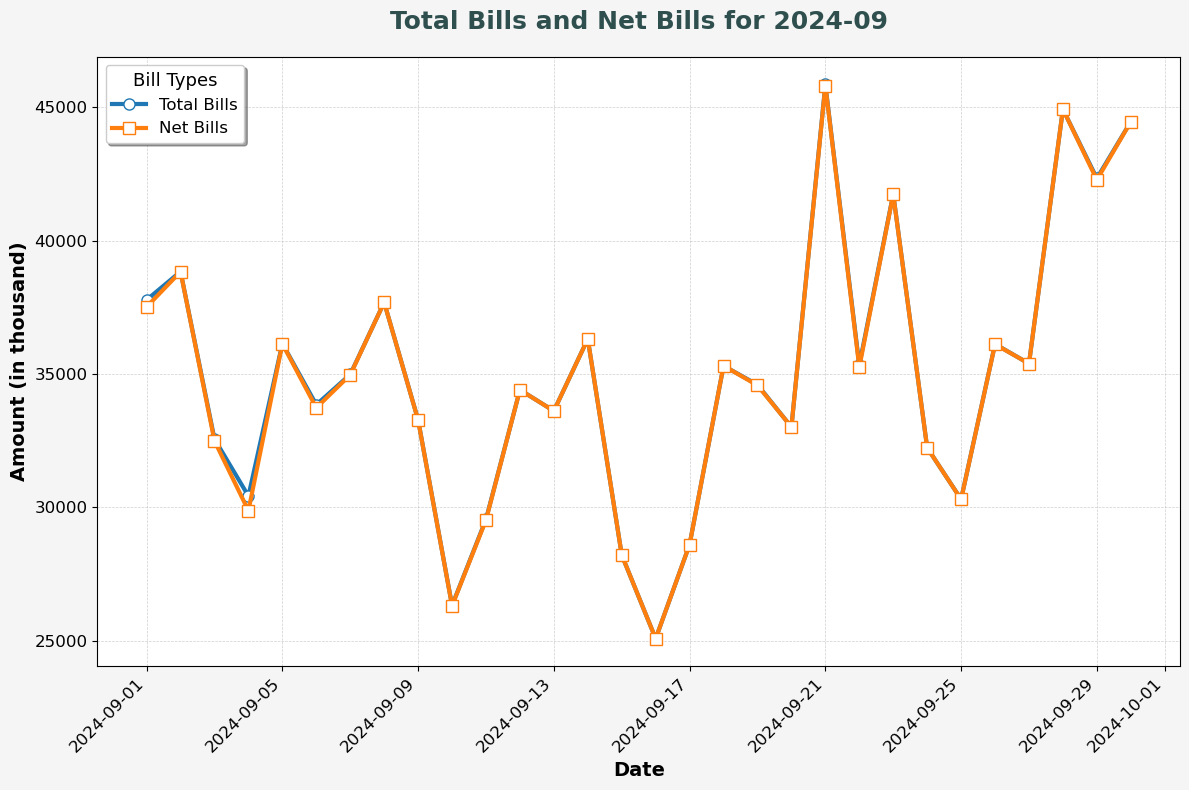 Total Bills and Net Bills for 2024-09
Bill Types
Total Bills
Net Bills
45000
40000
35000
30000
25000
Amount (in thousand)
2024-09-01
2024-09-05
2024-09-09
2024-09-13
2024-09-17
2024-09-21
2024-09-25
2024-09-29
2024-10-01
Date